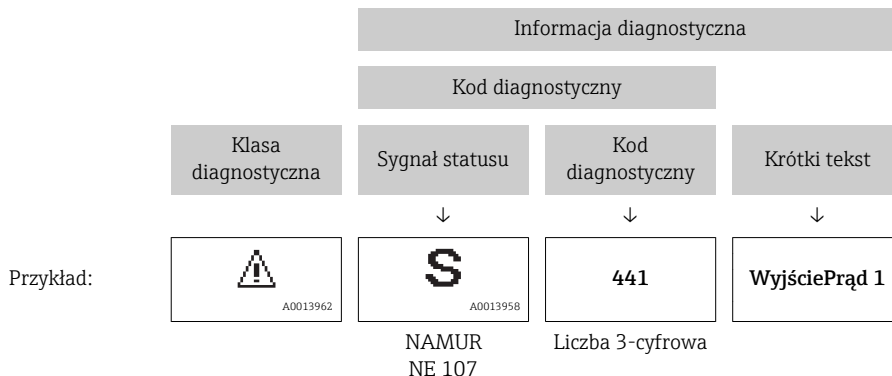 Informacja diagnostyczna
Kod diagnostyczny
Klasa
diagnostyczna
Sygnał statusu
Kod
diagnostyczny
Krótki tekst
↓ ↓ ↓
Przykład:
A0013962
S
A0013958
441
WyjściePrąd 1
NAMUR
NE 107
Liczba 3-cyfrowa